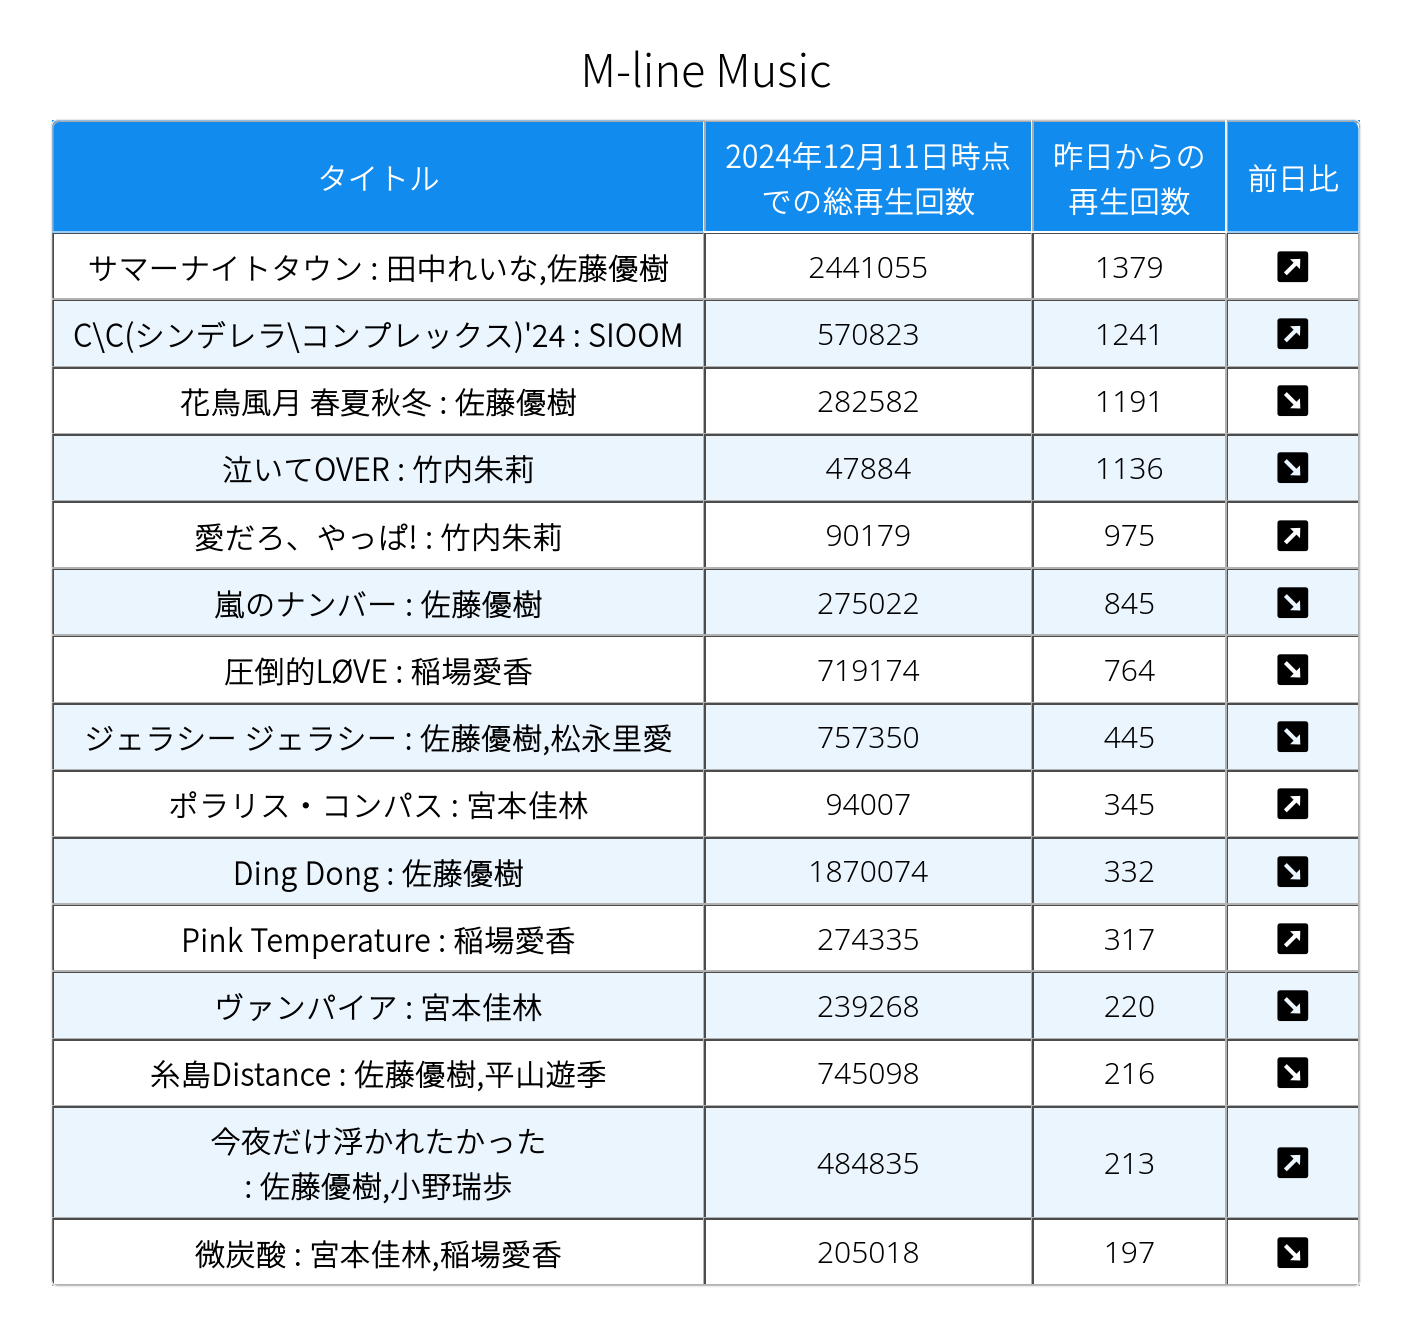 M-line Music
タイトル
2024年12月11日時点
での総再生回数
昨日からの
再生回数
前日比
サマーナイトタウン : 田中れいな,佐藤優樹 2441055 1379 ↗
C\C(シンデレラ\コンプレックス)'24 : SIOOM 570823 1241 ↗
花鳥風月 春夏秋冬 : 佐藤優樹 282582 1191 ↘
泣いてOVER : 竹内朱莉 47884 1136 ↘
愛だろ、やっぱ! : 竹内朱莉 90179 975 ↗
嵐のナンバー : 佐藤優樹 275022 845 ↘
圧倒的LØVE : 稲場愛香 719174 764 ↘
ジェラシー ジェラシー : 佐藤優樹,松永里愛 757350 445 ↘
ポラリス・コンパス : 宮本佳林 94007 345 ↗
Ding Dong : 佐藤優樹 1870074 332 ↘
Pink Temperature : 稲場愛香 274335 317 ↗
ヴァンパイア : 宮本佳林 239268 220 ↘
糸島Distance : 佐藤優樹,平山遊季 745098 216 ↘
今夜だけ浮かれたかった
: 佐藤優樹,小野瑞歩 484835 213 ↗
微炭酸 : 宮本佳林,稲場愛香 205018 197 ↘